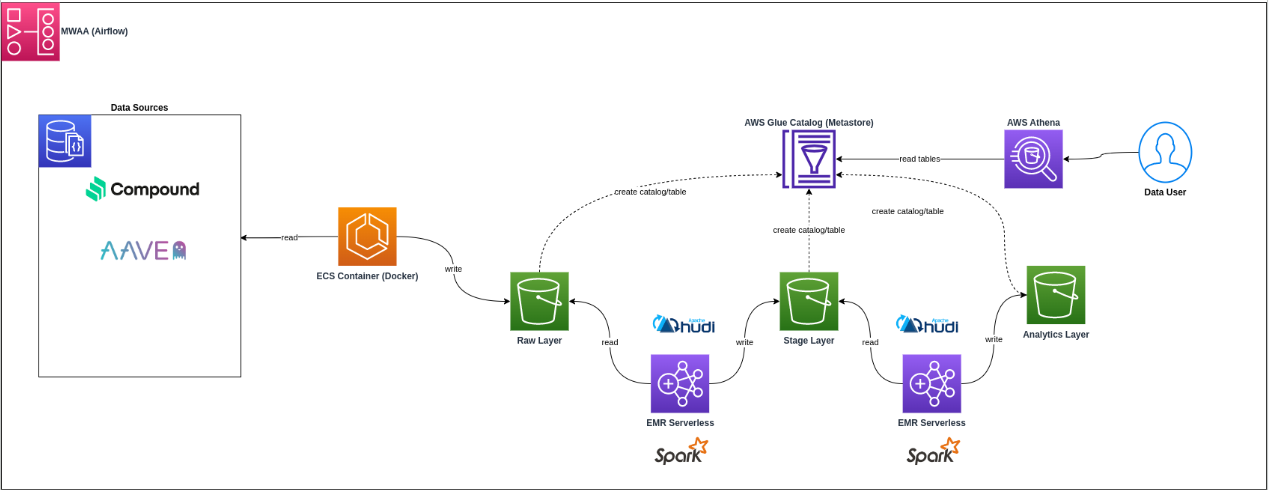 MWAA (Airflow)
Data Sources
Compound
AAVE
read
ECS Container (Docker)
write
Raw Layer
create catalog/table
AWS Glue Catalog (Metastore)
read tables
AWS Athena
Data User
create catalog/table
create catalog/table
read
Apache
hudi
write
EMR Serverless
Spark
Stage Layer
read
Apache
hudi
write
EMR Serverless
Spark
Analytics Layer